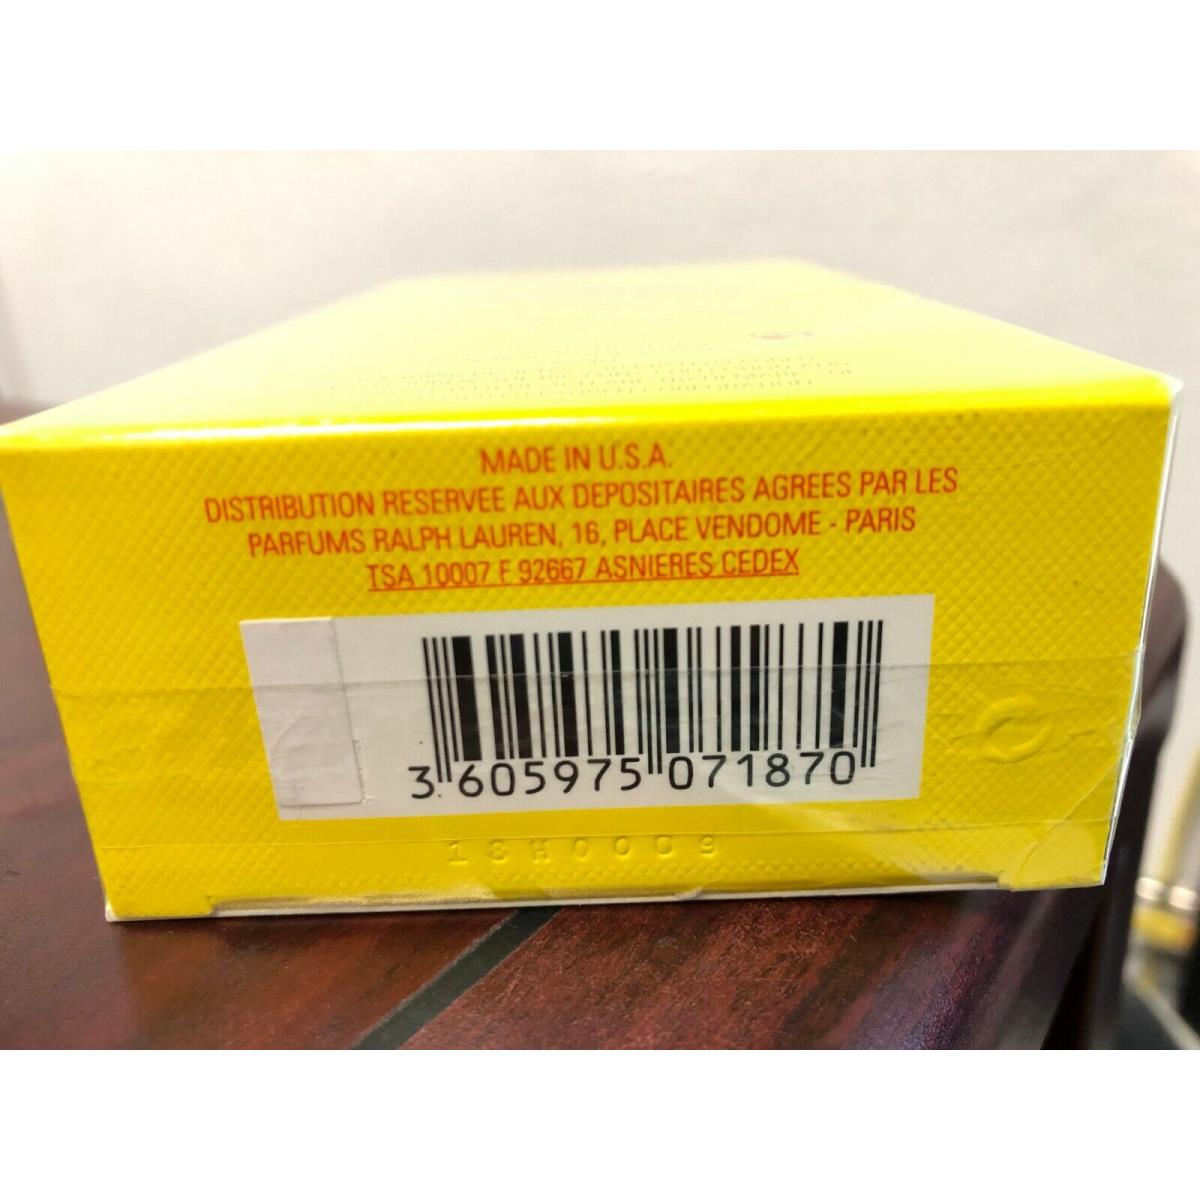 MADE IN U.S.A.
DISTRIBUTION RESERVEE AUX DEPOSITAIRES AGREES PAR LES
PARFUMS RALPH LAUREN, 16, PLACE VENDOME - PARIS
TSA 10007 F 92667 ASNIERES CEDEX
3 605975 071870
18H0009